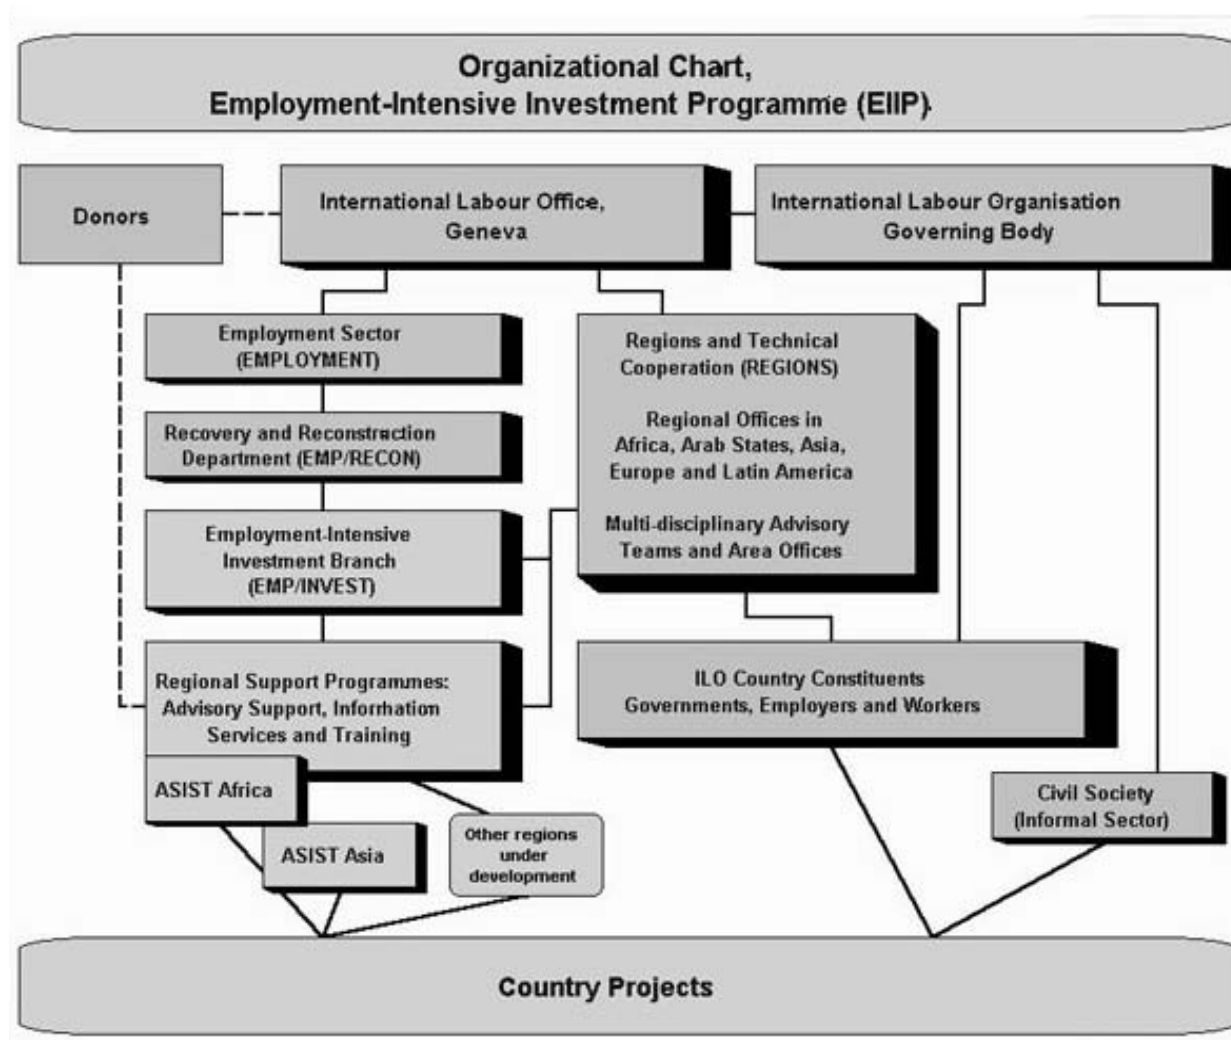 Organizational Chart,
Employment-Intensive Investment Programme (EIIP)
Donors
International Labour Office,
Geneva
International Labour Organisation
Governing Body
Employment Sector
(EMPLOYMENT)
Regions and Technical
Cooperation (REGIONS)
Regional Offices in
Africa, Arab States, Asia,
Europe and Latin America
Multi-disciplinary Advisory
Teams and Area Offices
Recovery and Reconstruction
Department (EMP/RECON)
Employment-Intensive
Investment Branch
(EMP/INVEST)
Regional Support Programmes:
Advisory Support, Information
Services and Training
ILO Country Constituents
Governments, Employers and Workers
ASIST Africa
ASIST Asia
Other regions
under
development
Civil Society
(Informal Sector)
Country Projects